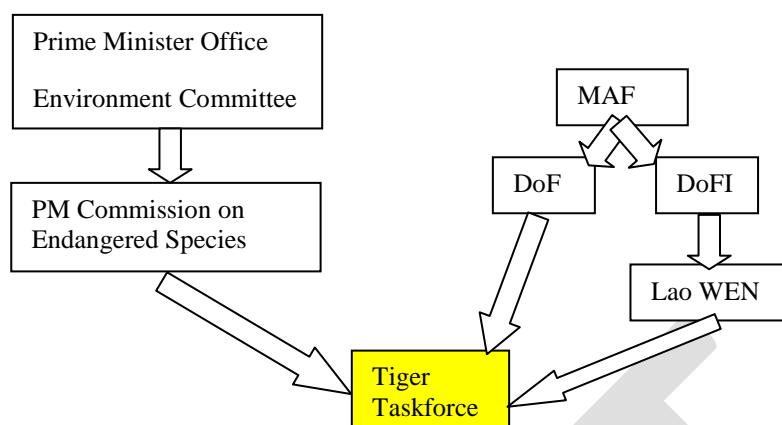 Prime Minister Office
Environment Committee
MAF
DoF
DoFI
PM Commission on
Endangered Species
Lao WEN
Tiger
Taskforce